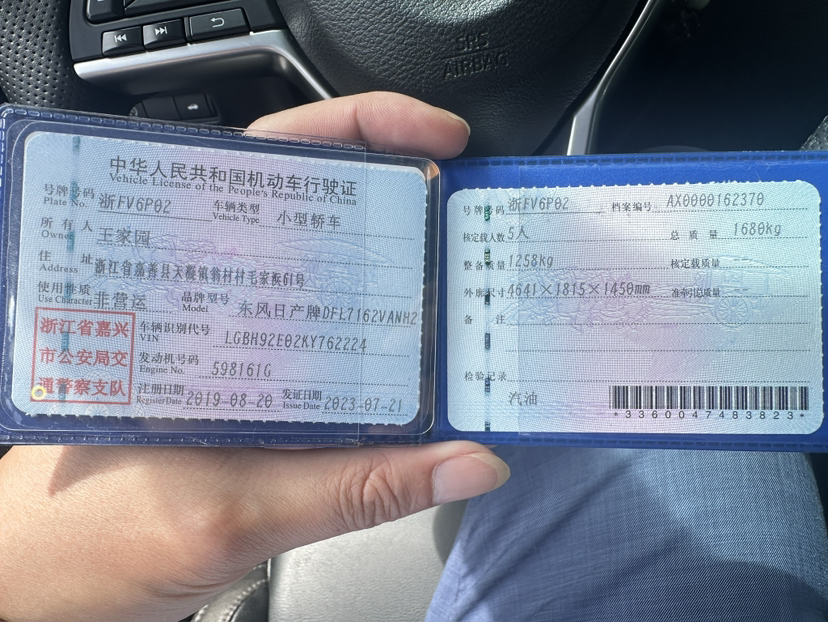 SRS
AIRBAG
中华人民共和国机动车行驶证
Vehicle License of the People's Republic of China
号牌号码 浙FV6P02 车辆类型 小型轿车
Plate No. Vehicle Type
所有人 王家园
Owner
住址 浙江省嘉善县天凝镇翁村村毛家浜61号
Address
使用性质 非营运 品牌型号 东风日产牌DFL7162VANH2
Use Character Model
浙江省嘉兴
市公安局交
通警察支队
车辆识别代号 LGBH92E02KY762224
VIN
发动机号码 598161G
Engine No.
注册日期 2019-08-20 发证日期 2023-07-21
Register Date Issue Date
号牌号码 浙FV6P02 档案编号 AX0000162370
核定载人数 5人 总质量 1680kg
整备质量 1258kg 核定载质量 --
外廓尺寸 4641×1815×1450mm 准牵引总质量 --
备注
检验记录
汽油
*3360047483823*